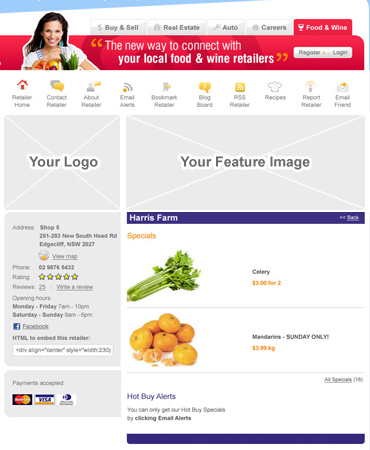 Buy & Sell
Real Estate
Auto
Careers
Food & Wine
“The new way to connect with
your local food & wine retailers”
Register
Login
Retailer Home
Contact Retailer
About Retailer
Email Alerts
Bookmark Retailer
Blog Board
RSS Retailer
Recipes
Report Retailer
Email Friend
Your Logo
Your Feature Image
Address: Shop 5
251-283 New South Head Rd
Edgecliff, NSW 2027
View map
Phone: 02 9876 5432
Rating:
Reviews: 25 | Write a review
Opening hours:
Monday - Friday 7am - 10pm
Saturday - Sunday 9am - 6pm
Facebook
HTML to embed this retailer:
<div align="center" style="width:230p
Payments accepted:
MasterCard
VISA
Harris Farm
<< Back
Specials
Celery
$3.00 for 2
Mandarins - SUNDAY ONLY!
$3.99 kg
All Specials (16)
Hot Buy Alerts
You can only get our Hot Buy Specials
by clicking Email Alerts